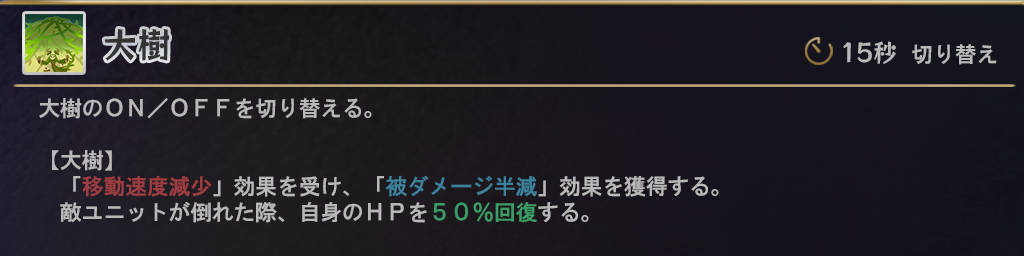 大樹
15秒 切り替え
大樹のＯＮ／ＯＦＦを切り替える。
【大樹】
「移動速度減少」効果を受け、「被ダメージ半減」効果を獲得する。
敵ユニットが倒れた際、自身のＨＰを５０％回復する。